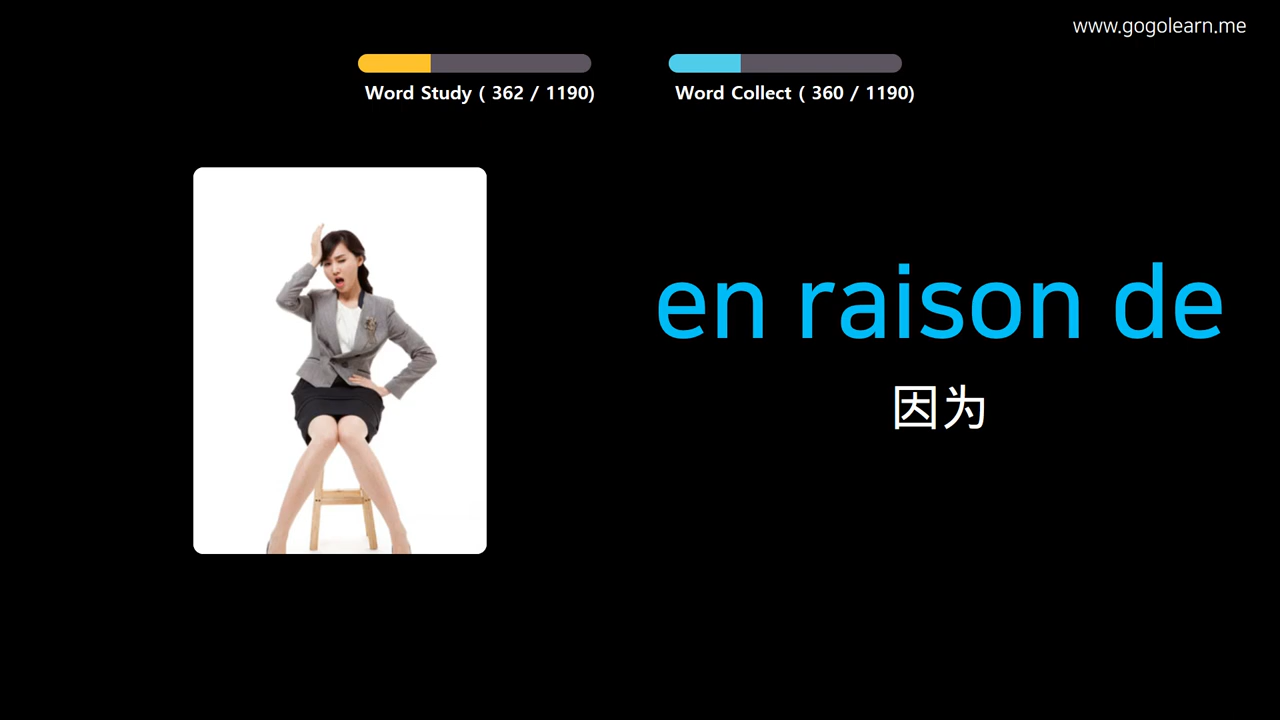 www.gogolearn.me
Word Study ( 362 / 1190)
Word Collect ( 360 / 1190)
en raison de
因为